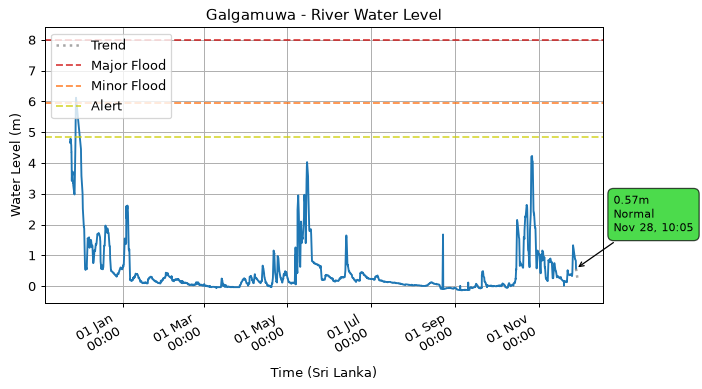 Galgamuwa - River Water Level
Trend
Major Flood
Minor Flood
Alert
Water Level (m)
8
7
6
5
4
3
2
1
0
0.57m
Normal
Nov 28, 10:05
01 Jan
00:00
01 Mar
00:00
01 May
00:00
01 Jul
00:00
01 Sep
00:00
01 Nov
00:00
Time (Sri Lanka)